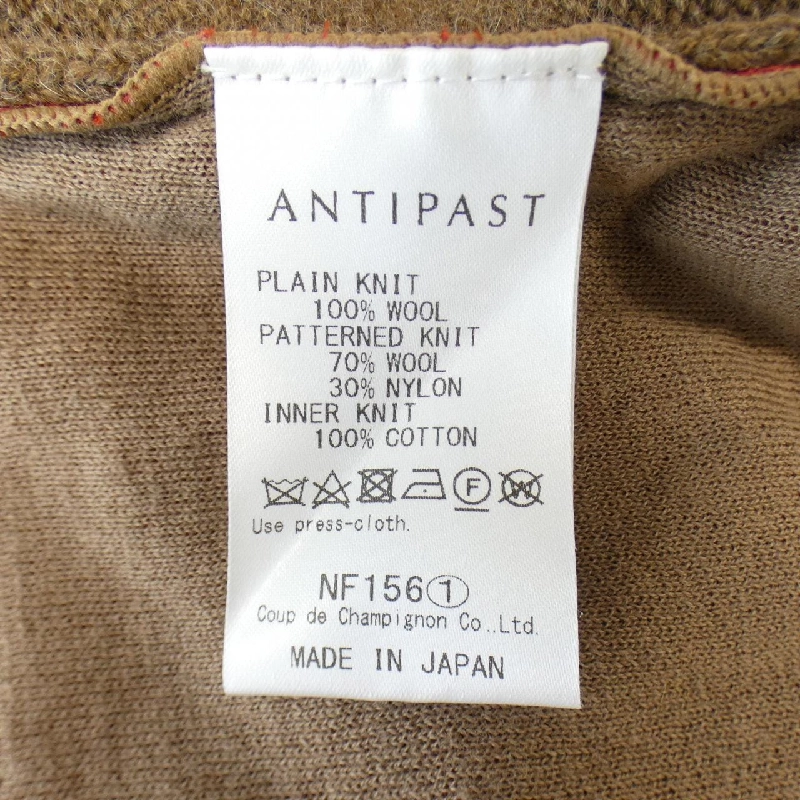 ANTIPAST
PLAIN KNIT
100% WOOL
PATTERNED KNIT
70% WOOL
30% NYLON
INNER KNIT
100% COTTON
F W
Use press-cloth.
NF156①
Coup de Champignon Co.,Ltd.
MADE IN JAPAN